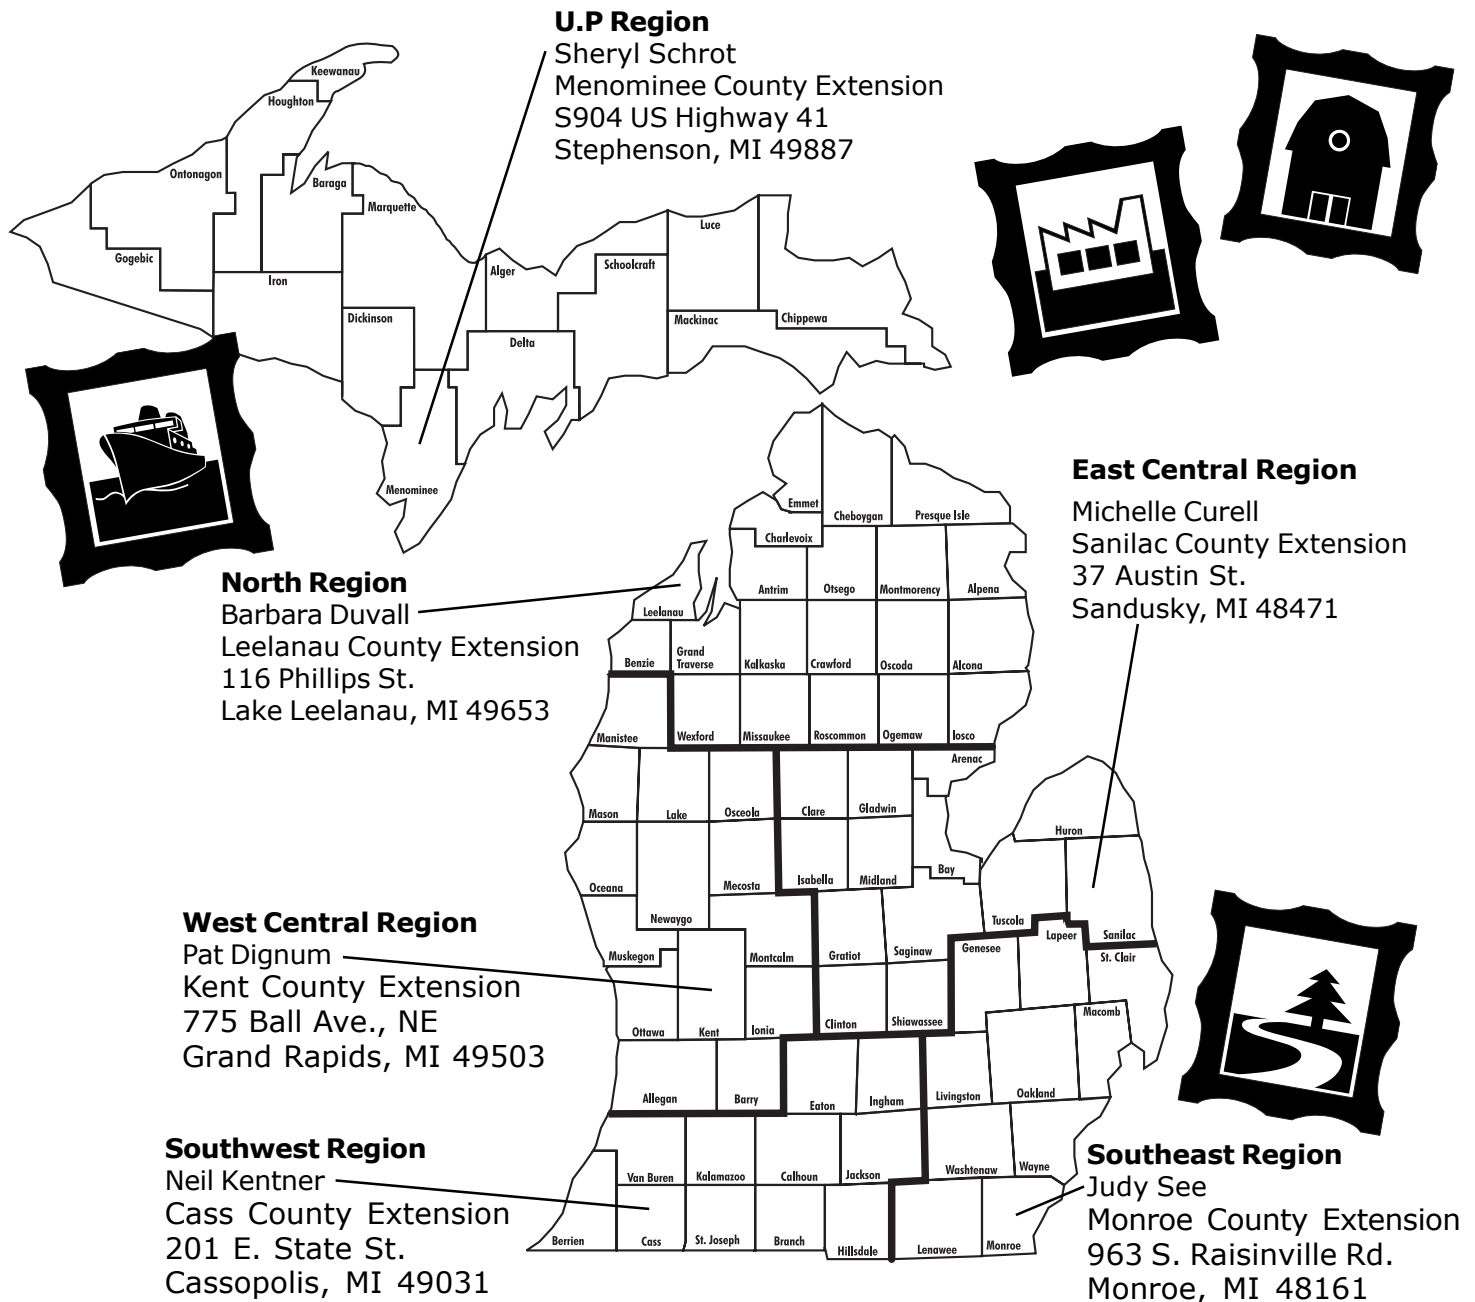 U.P Region
Sheryl Schrot
Menominee County Extension
S904 US Highway 41
Stephenson, MI 49887
Keewanau
Houghton
Ontonagon
Baraga
Marquette
Gogebic
Iron
Dickinson
Alger
Delta
Schoolcraft
Luce
Mackinac
Chippewa
Menominee
East Central Region
Michelle Curell
Sanilac County Extension
37 Austin St.
Sandusky, MI 48471
North Region
Barbara Duvall
Leelanau County Extension
116 Phillips St.
Lake Leelanau, MI 49653
Emmet
Cheboygan
Presque Isle
Charlevoix
Antrim
Otsego
Montmorency
Alpena
Leelanau
Benzie
Grand
Traverse
Kalkaska
Crawford
Oscoda
Alcona
Manistee
Wexford
Missaukee
Roscommon
Ogemaw
Iosco
Arenac
Mason
Lake
Osceola
Clare
Gladwin
Huron
Oceana
Newaygo
Mecosta
Isabella
Midland
Bay
Tuscola
Sanilac
West Central Region
Pat Dignum
Kent County Extension
775 Ball Ave., NE
Grand Rapids, MI 49503
Muskegon
Montcalm
Gratiot
Saginaw
Genesee
Lapeer
St. Clair
Ottawa
Kent
Ionia
Clinton
Shiawassee
Macomb
Allegan
Barry
Eaton
Ingham
Livingston
Oakland
Southwest Region
Neil Kentner
Cass County Extension
201 E. State St.
Cassopolis, MI 49031
Van Buren
Kalamazoo
Calhoun
Jackson
Washtenaw
Wayne
Berrien
Cass
St. Joseph
Branch
Hillsdale
Lenawee
Monroe
Southeast Region
Judy See
Monroe County Extension
963 S. Raisinville Rd.
Monroe, MI 48161